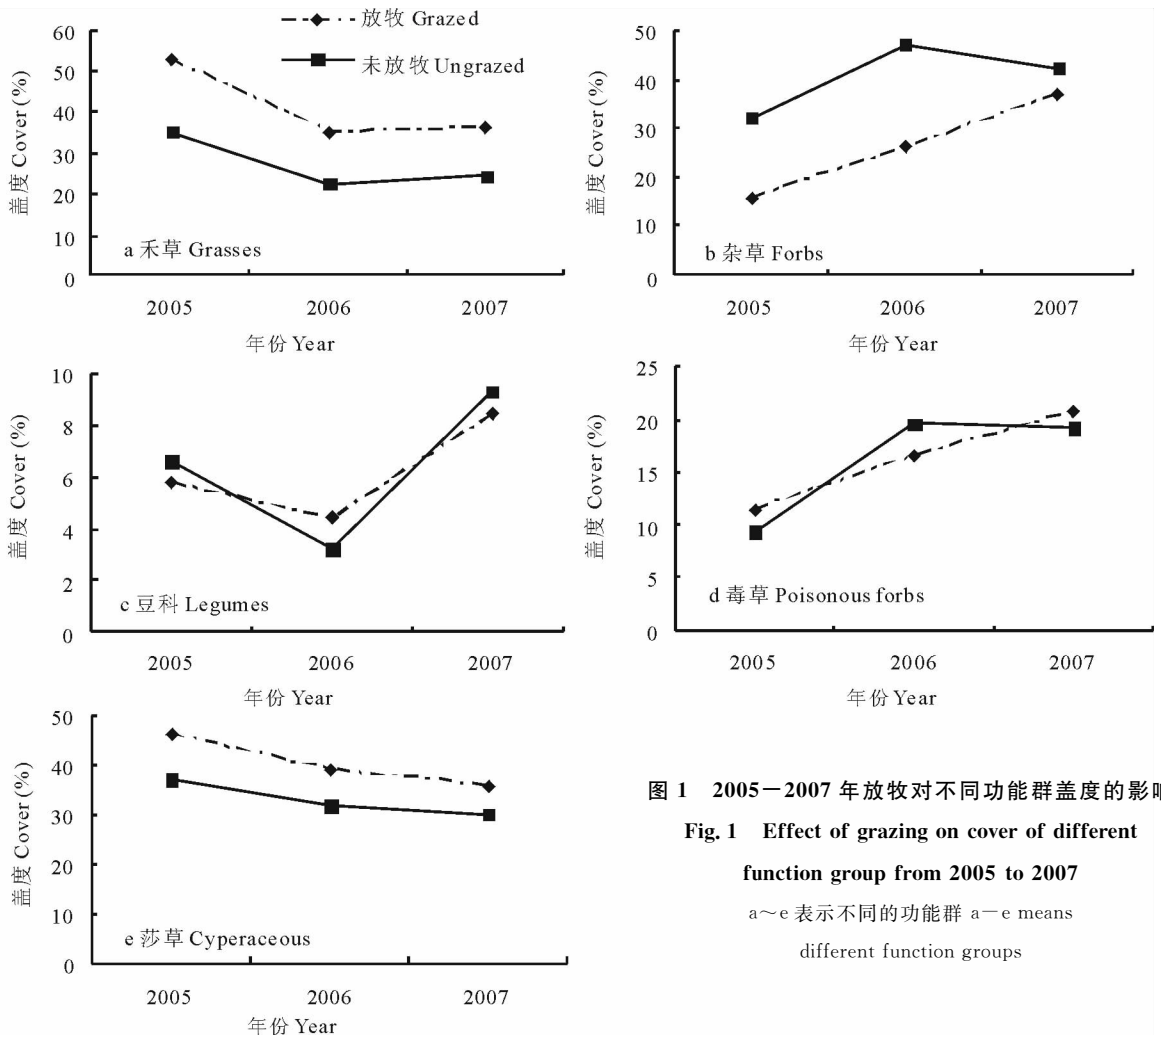 放牧 Grazed
未放牧 Ungrazed
盖度 Cover (%)
60
50
40
30
20
10
0
a 禾草 Grasses
2005 2006 2007
年份 Year
盖度 Cover (%)
50
40
30
20
10
0
b 杂草 Forbs
2005 2006 2007
年份 Year
盖度 Cover (%)
10
8
6
4
2
0
c 豆科 Legumes
2005 2006 2007
年份 Year
盖度 Cover (%)
25
20
15
10
5
0
d 毒草 Poisonous forbs
2005 2006 2007
年份 Year
盖度 Cover (%)
50
40
30
20
10
0
e 莎草 Cyperaceous
2005 2006 2007
年份 Year
图 1 2005－2007 年放牧对不同功能群盖度的影响
Fig. 1 Effect of grazing on cover of different
function group from 2005 to 2007
a～e 表示不同的功能群 a－e means
different function groups